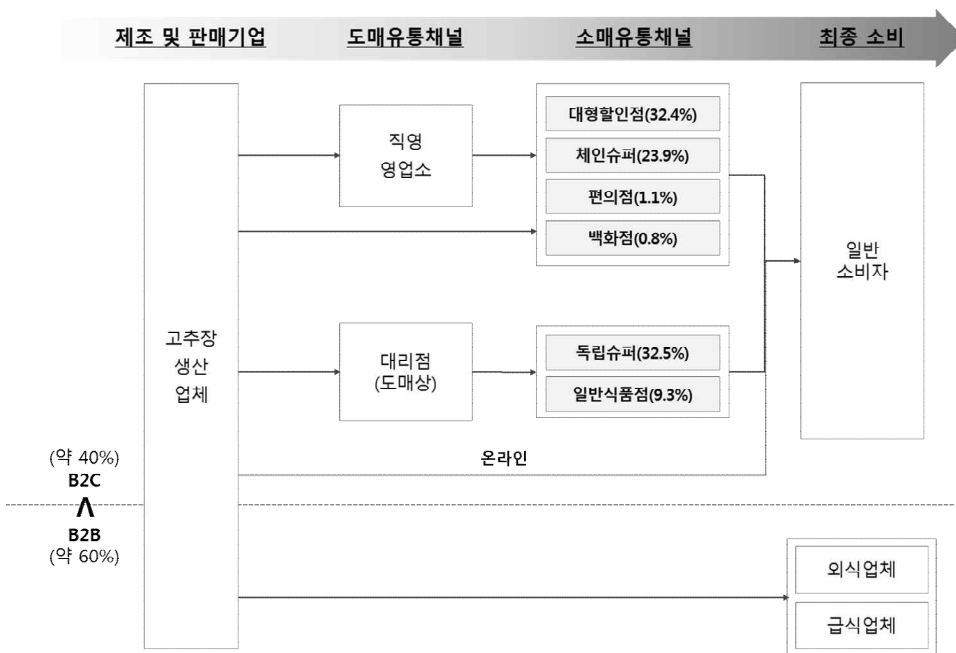 제조 및 판매기업 도매유통채널 소매유통채널 최종 소비
직영
영업소
대형할인점(32.4%)
체인슈퍼(23.9%)
편의점(1.1%)
백화점(0.8%)
일반
소비자
고추장
생산
업체
대리점
(도매상)
독립슈퍼(32.5%)
일반식품점(9.3%)
온라인
(약 40%)
B2C
∧
B2B
(약 60%)
외식업체
급식업체